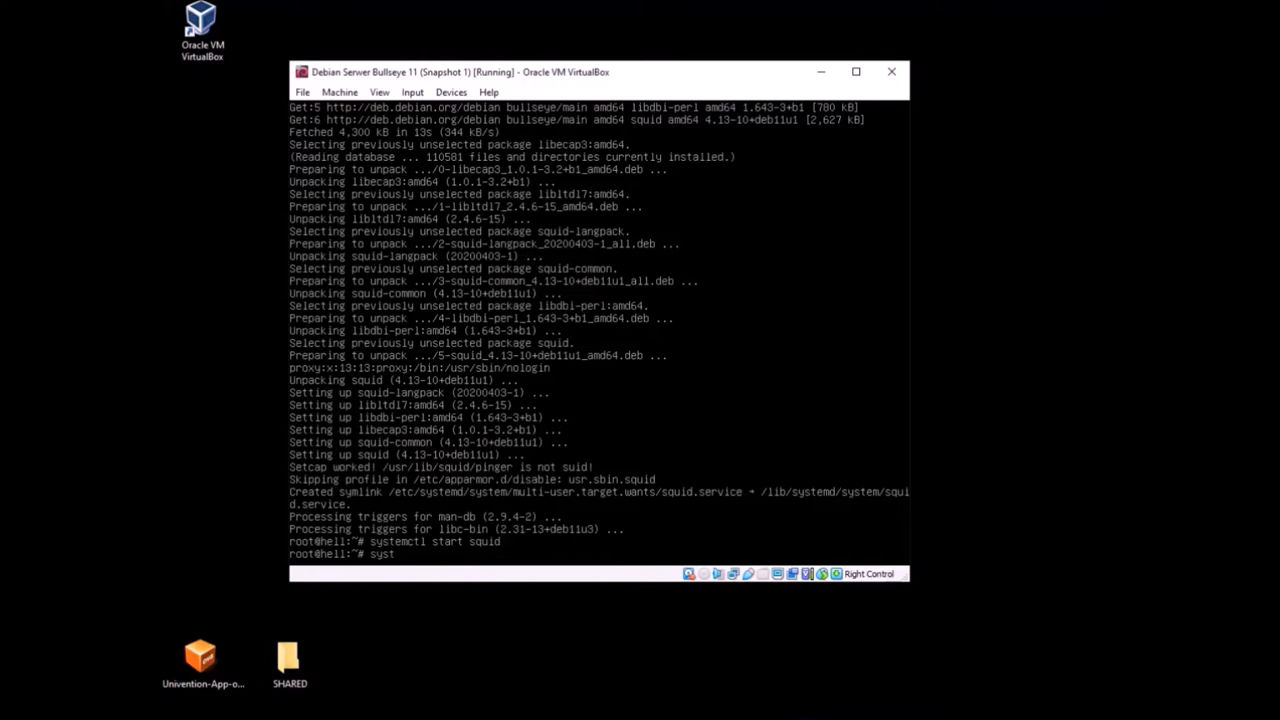 Oracle VM
VirtualBox
Debian Serwer Bullseye 11 (Snapshot 1) [Running] - Oracle VM VirtualBox
File Machine View Input Devices Help
Get:5 http://deb.debian.org/debian bullseye/main amd64 libdbi-perl amd64 1.643-3+b1 [780 kB]
Get:6 http://deb.debian.org/debian bullseye/main amd64 squid amd64 4.13-10+deb11u1 [2,627 kB]
Fetched 4,300 kB in 13s (344 kB/s)
Selecting previously unselected package libecap3:amd64.
(Reading database ... 110581 files and directories currently installed.)
Preparing to unpack .../0-libecap3_1.0.1-3.2+b1_amd64.deb ...
Unpacking libecap3:amd64 (1.0.1-3.2+b1) ...
Selecting previously unselected package libltdl7:amd64.
Preparing to unpack .../1-libltdl7_2.4.6-15_amd64.deb ...
Unpacking libltdl7:amd64 (2.4.6-15) ...
Selecting previously unselected package squid-langpack.
Preparing to unpack .../2-squid-langpack_20200403-1_all.deb ...
Unpacking squid-langpack (20200403-1) ...
Selecting previously unselected package squid-common.
Preparing to unpack .../3-squid-common_4.13-10+deb11u1_all.deb ...
Unpacking squid-common (4.13-10+deb11u1) ...
Selecting previously unselected package libdbi-perl:amd64.
Preparing to unpack .../4-libdbi-perl_1.643-3+b1_amd64.deb ...
Unpacking libdbi-perl:amd64 (1.643-3+b1) ...
Selecting previously unselected package squid.
Preparing to unpack .../5-squid_4.13-10+deb11u1_amd64.deb ...
proxy:x:13:13:proxy:/bin:/usr/sbin/nologin
Unpacking squid (4.13-10+deb11u1) ...
Setting up squid-langpack (20200403-1) ...
Setting up libltdl7:amd64 (2.4.6-15) ...
Setting up libdbi-perl:amd64 (1.643-3+b1) ...
Setting up libecap3:amd64 (1.0.1-3.2+b1) ...
Setting up squid-common (4.13-10+deb11u1) ...
Setting up squid (4.13-10+deb11u1) ...
Setcap worked! /usr/lib/squid/pinger is not suid!
Skipping profile in /etc/apparmor.d/disable: usr.sbin.squid
Created symlink /etc/systemd/system/multi-user.target.wants/squid.service → /lib/systemd/system/squi
d.service.
Processing triggers for man-db (2.9.4-2) ...
Processing triggers for libc-bin (2.31-13+deb11u3) ...
root@hell:~# systemctl start squid
root@hell:~# syst
Right Control
Univention-App-o...
SHARED